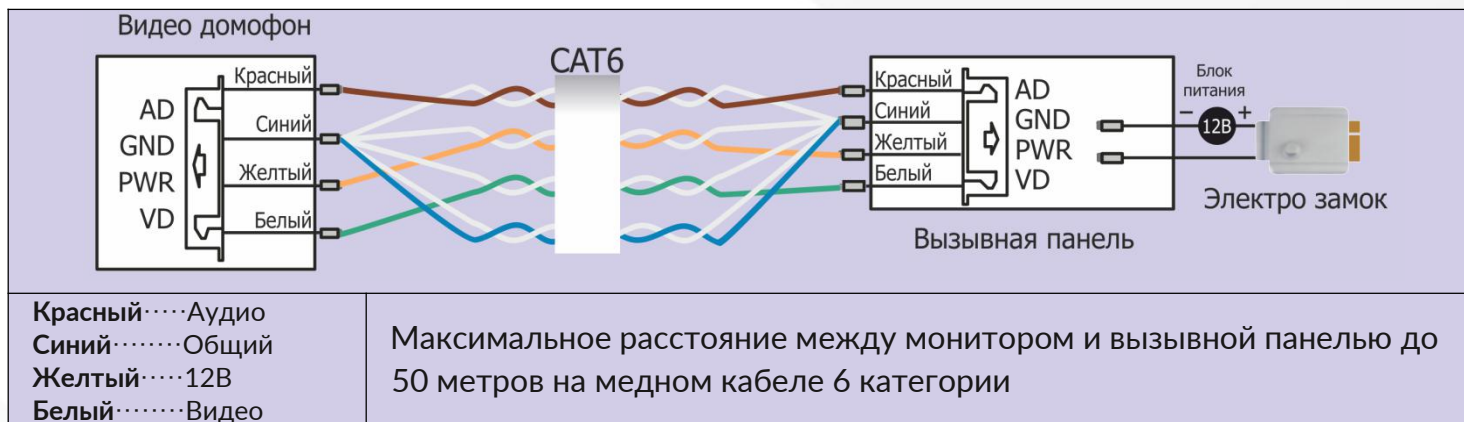 Видео домофон
CAT6
Красный
AD
Синий
GND
Желтый
PWR
Белый
VD
Красный
AD
Синий
GND
Желтый
PWR
Белый
VD
Вызывная панель
Блок
питания
– 12В +
Электро замок
Красный·····Аудио
Синий········Общий
Желтый·····12В
Белый········Видео
Максимальное расстояние между монитором и вызывной панелью до
50 метров на медном кабеле 6 категории